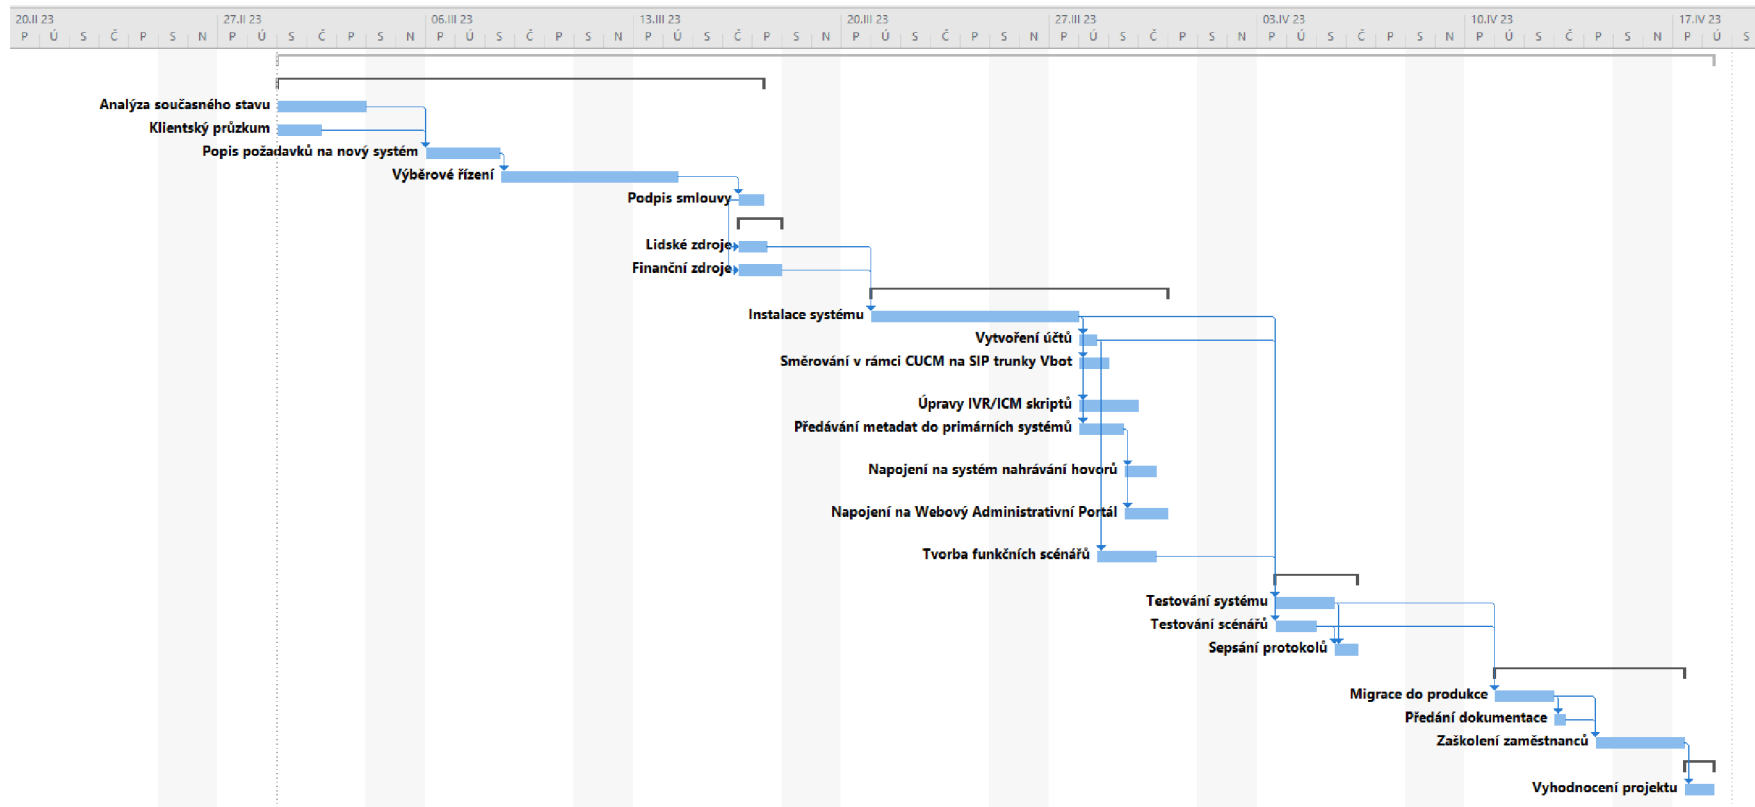 20.II 23 27.II 23 06.III 23 13.III 23 20.III 23 27.III 23 03.IV 23 10.IV 23 17.IV 23
P Ú S Č P S N P Ú S Č P S N P Ú S Č P S N P Ú S Č P S N P Ú S Č P S N P Ú S Č P S N P Ú S Č P S N P Ú S Č P S N P Ú S
Analýza současného stavu
Klientský průzkum
Popis požadavků na nový systém
Výběrové řízení
Podpis smlouvy
Lidské zdroje
Finanční zdroje
Instalace systému
Vytvoření účtů
Směrování v rámci CUCM na SIP trunky Vbot
Úpravy IVR/ICM skriptů
Předávání metadat do primárních systémů
Napojení na systém nahrávání hovorů
Napojení na Webový Administrativní Portál
Tvorba funkčních scénářů
Testování systému
Testování scénářů
Sepsání protokolů
Migrace do produkce
Předání dokumentace
Zaškolení zaměstnanců
Vyhodnocení projektu